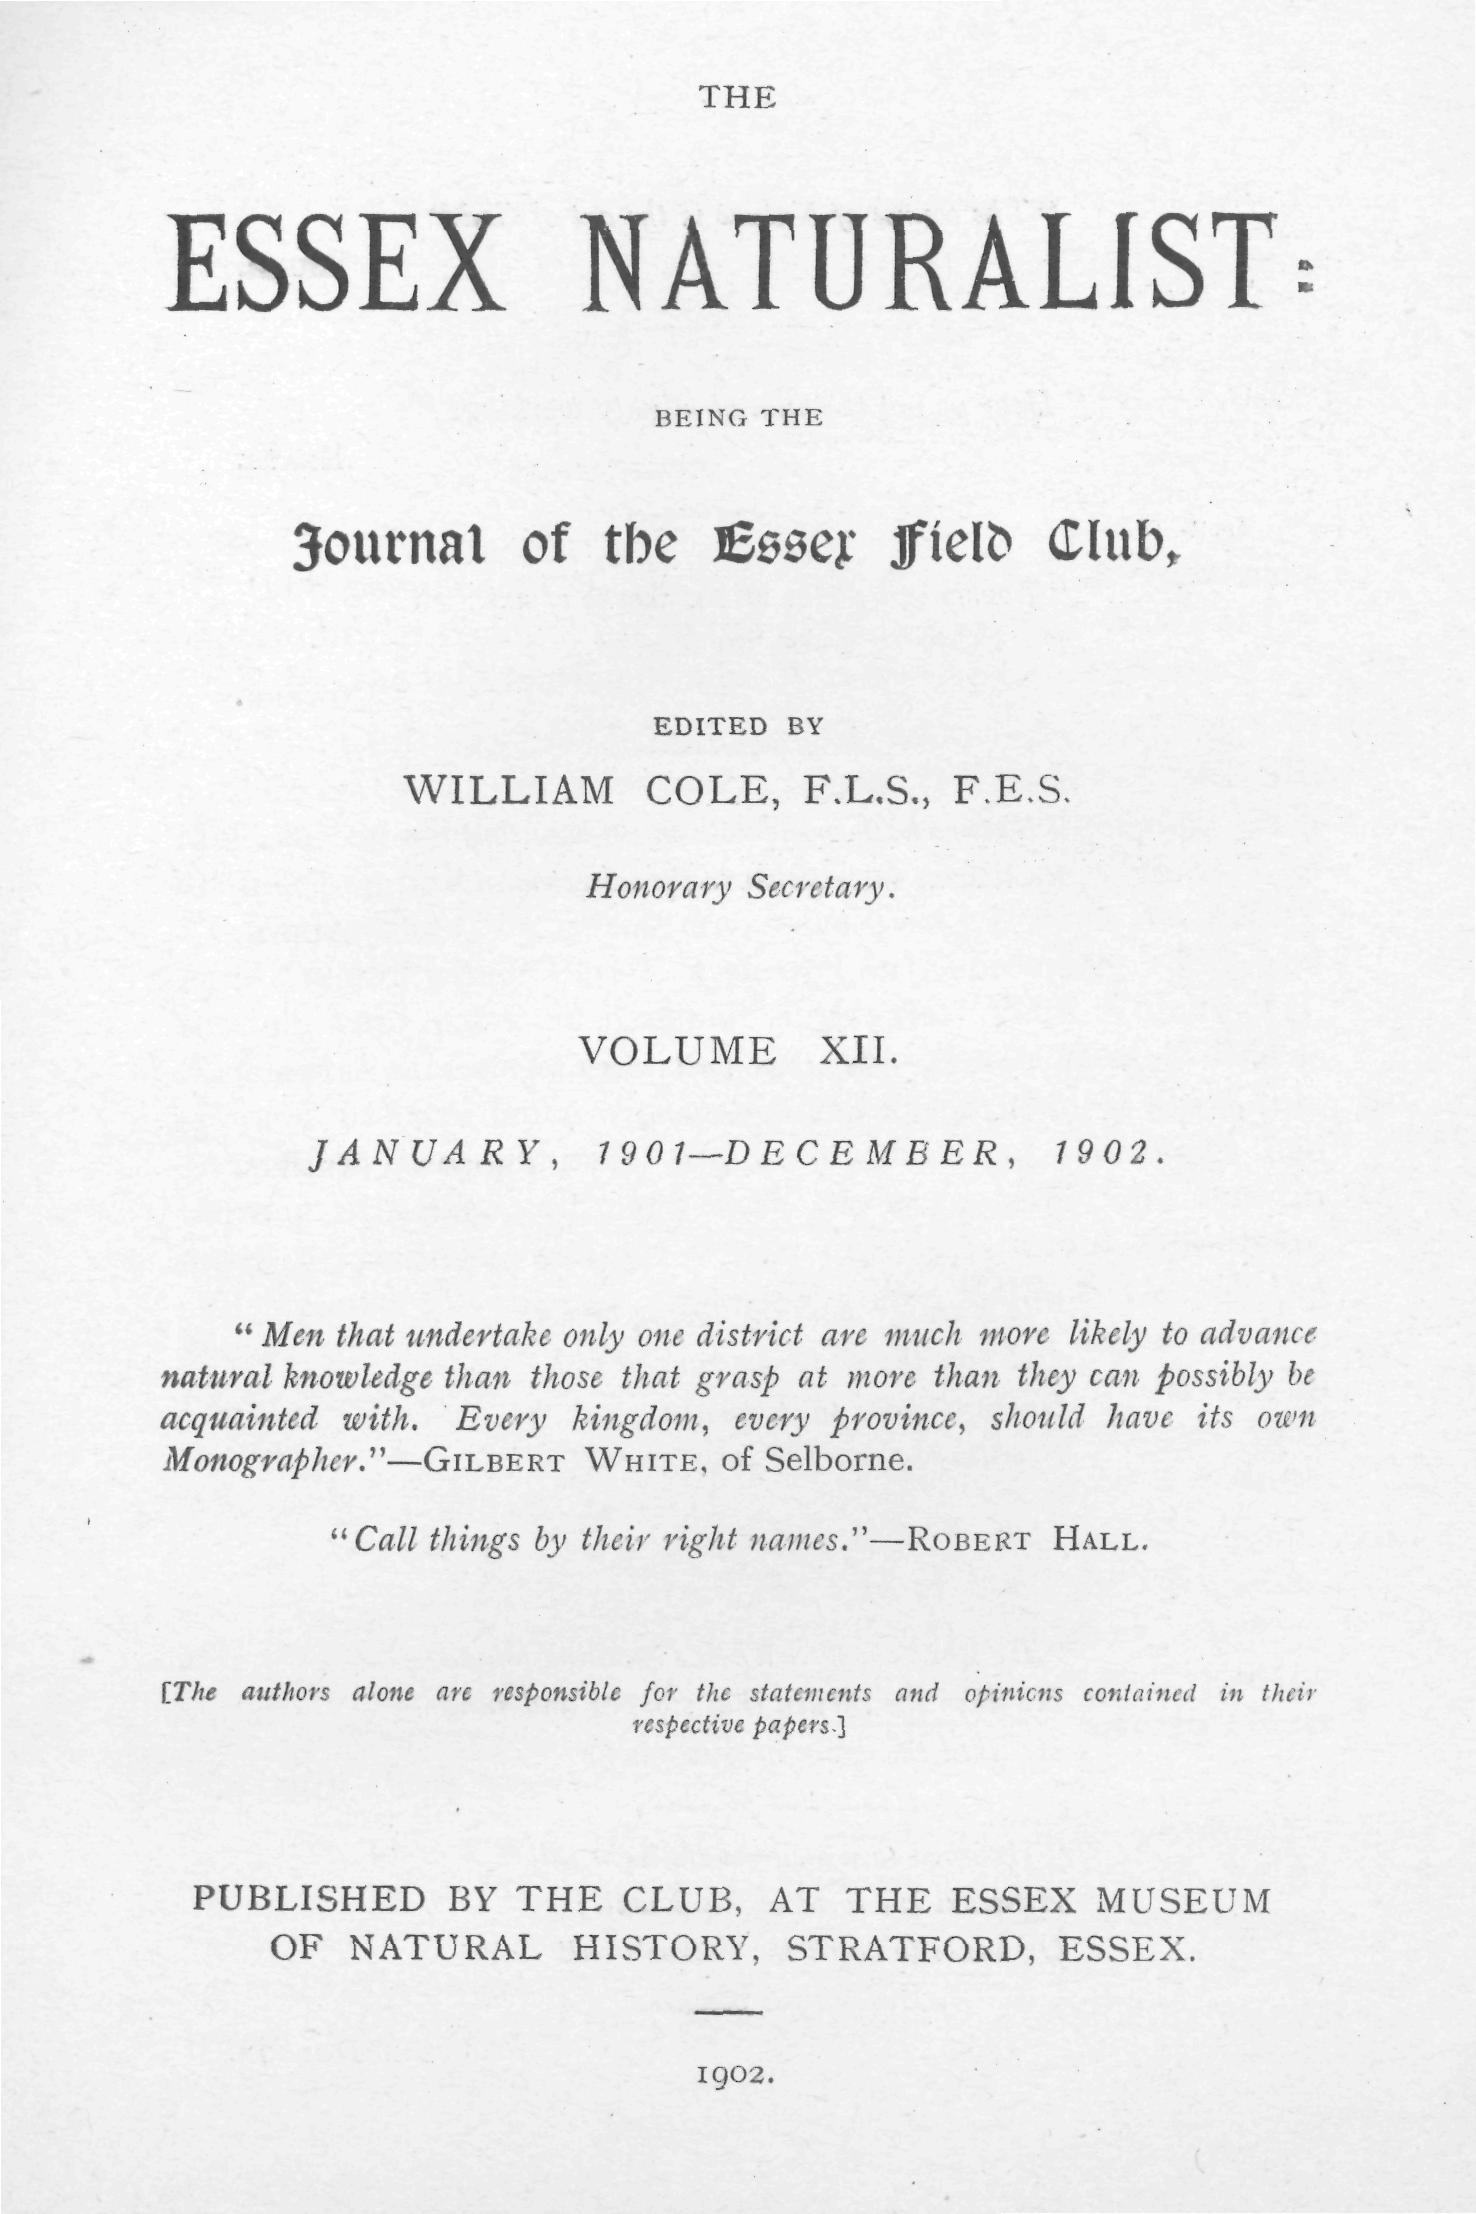 THE
ESSEX NATURALIST:
BEING THE
Journal of the Essex Field Club,
EDITED BY
WILLIAM COLE, F.L.S., F.E.S.
Honorary Secretary.
VOLUME XII.
JANUARY, 1901—DECEMBER, 1902.
“Men that undertake only one district are much more likely to advance
natural knowledge than those that grasp at more than they can possibly be
acquainted with. Every kingdom, every province, should have its own
Monographer.”—GILBERT WHITE, of Selborne.
“Call things by their right names.”—ROBERT HALL.
[The authors alone are responsible for the statements and opinions contained in their
respective papers.]
PUBLISHED BY THE CLUB, AT THE ESSEX MUSEUM
OF NATURAL HISTORY, STRATFORD, ESSEX.
1902.